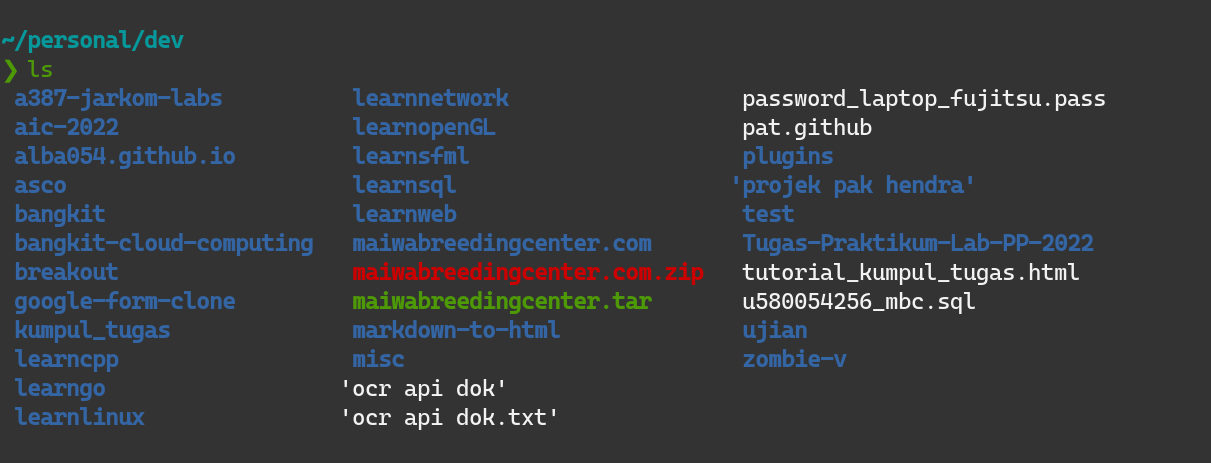 ~/personal/dev
❯ ls
a387-jarkom-labs learnnetwork password_laptop_fujitsu.pass
aic-2022 learnopenGL pat.github
alba054.github.io learnsfml plugins
asco learnsql 'projek pak hendra'
bangkit learnweb test
bangkit-cloud-computing maiwabreedingcenter.com Tugas-Praktikum-Lab-PP-2022
breakout maiwabreedingcenter.com.zip tutorial_kumpul_tugas.html
google-form-clone maiwabreedingcenter.tar u580054256_mbc.sql
kumpul_tugas markdown-to-html ujian
learncpp misc zombie-v
learngo 'ocr api dok'
learnlinux 'ocr api dok.txt'